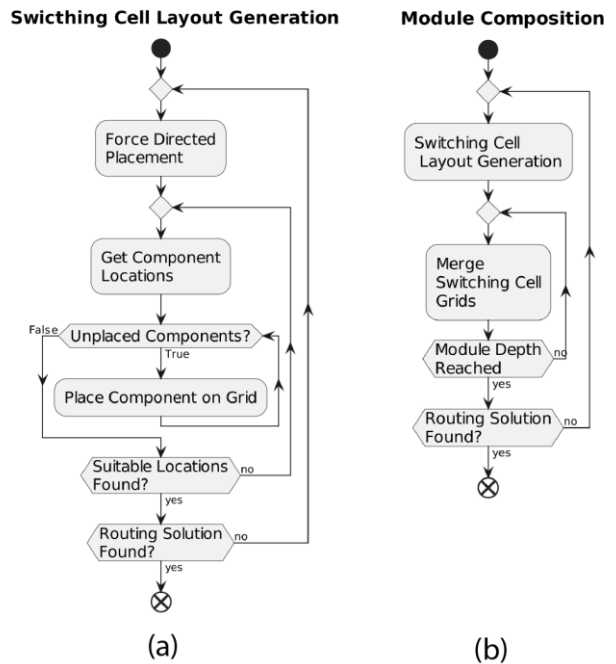 Swicthing Cell Layout Generation
Force Directed
Placement
Get Component
Locations
False
Unplaced Components?
True
Place Component on Grid
Suitable Locations
Found?
no
yes
Routing Solution
Found?
no
yes
(a)
Module Composition
Switching Cell
Layout Generation
Merge
Switching Cell
Grids
Module Depth
Reached
no
yes
Routing Solution
Found?
no
yes
(b)